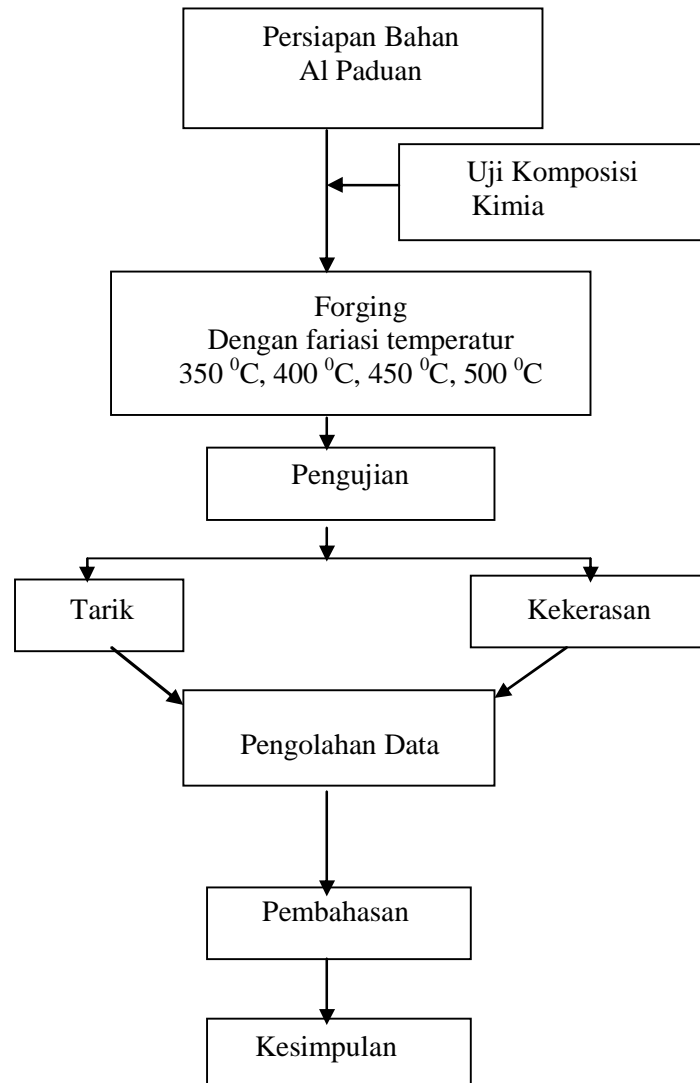 Persiapan Bahan
Al Paduan
Uji Komposisi
Kimia
Forging
Dengan fariasi temperatur
350 ⁰C, 400 ⁰C, 450 ⁰C, 500 ⁰C
Pengujian
Tarik
Kekerasan
Pengolahan Data
Pembahasan
Kesimpulan